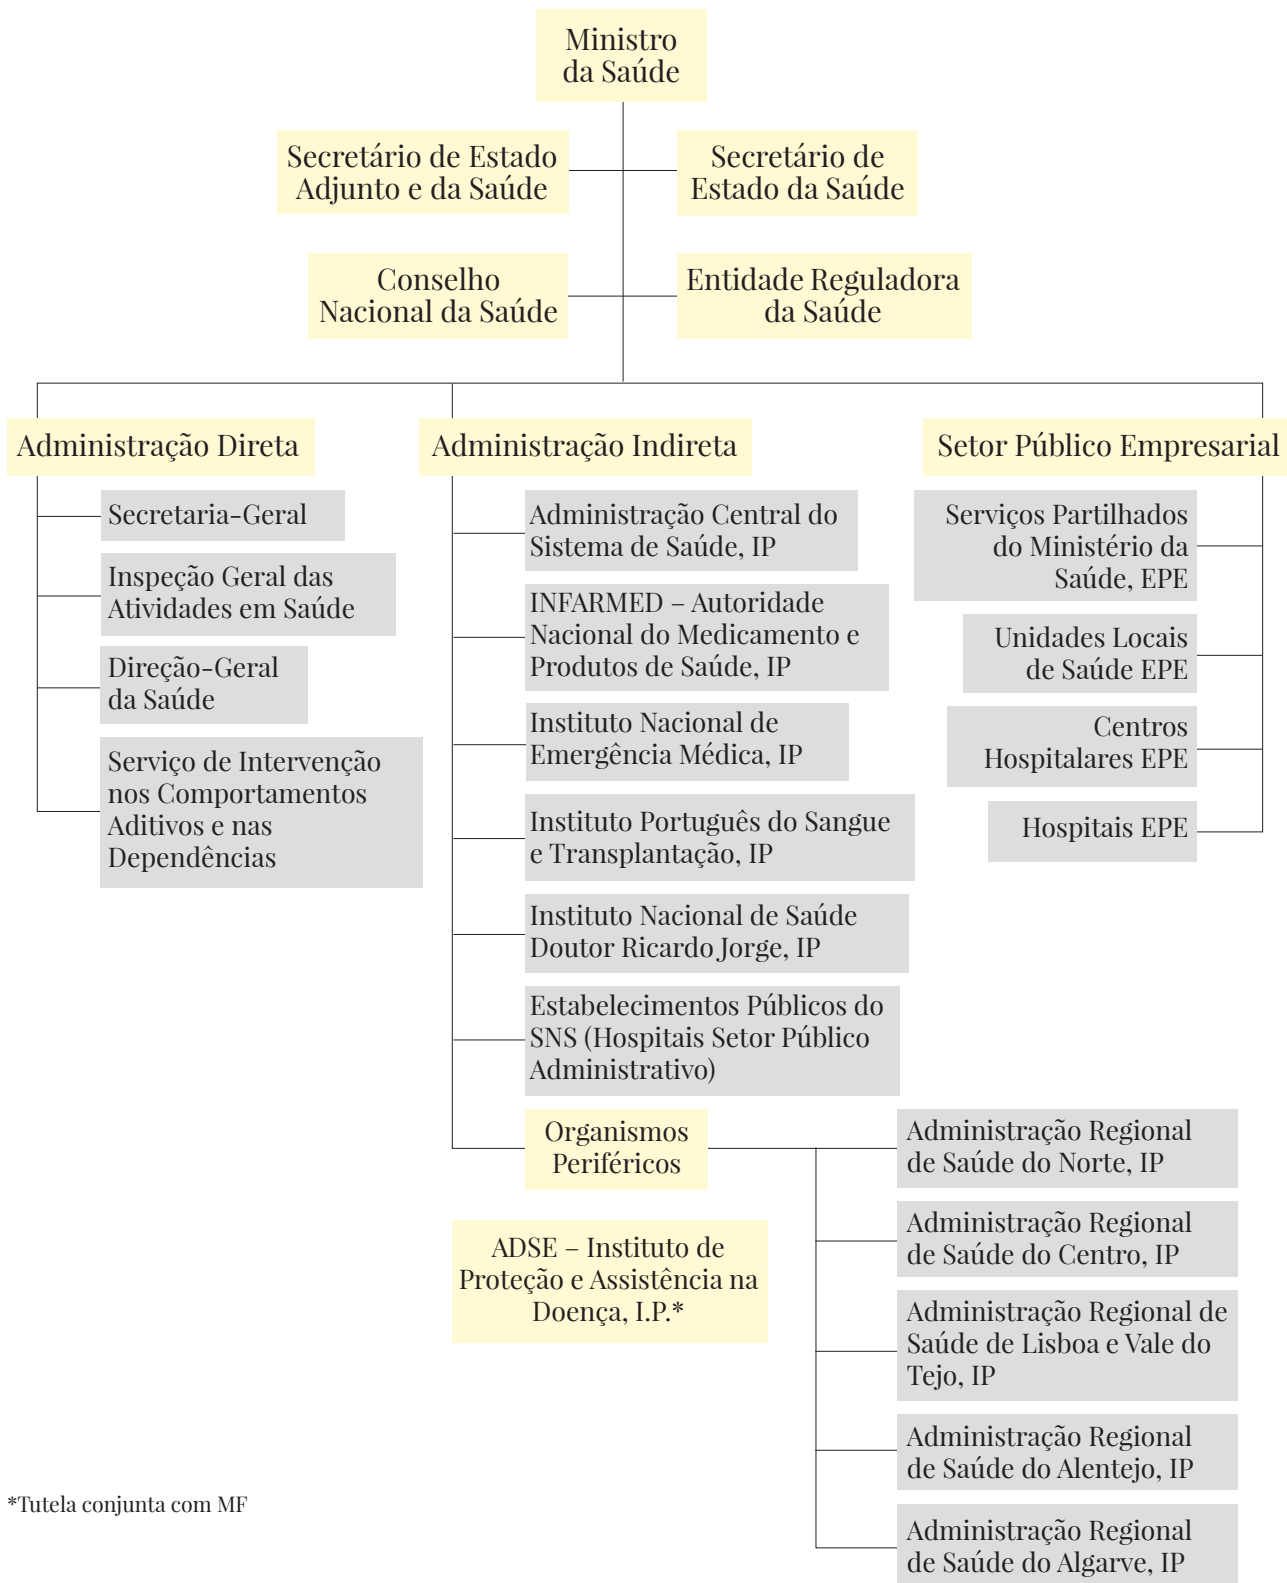 Ministro
da Saúde
Secretário de Estado
Adjunto e da Saúde
Secretário de
Estado da Saúde
Conselho
Nacional da Saúde
Entidade Reguladora
da Saúde
Administração Direta
Secretaria-Geral
Inspeção Geral das
Atividades em Saúde
Direção-Geral
da Saúde
Serviço de Intervenção
nos Comportamentos
Aditivos e nas
Dependências
Administração Indireta
Administração Central do
Sistema de Saúde, IP
INFARMED – Autoridade
Nacional do Medicamento e
Produtos de Saúde, IP
Instituto Nacional de
Emergência Médica, IP
Instituto Português do Sangue
e Transplantação, IP
Instituto Nacional de Saúde
Doutor Ricardo Jorge, IP
Estabelecimentos Públicos do
SNS (Hospitais Setor Público
Administrativo)
Organismos
Periféricos
Administração Regional
de Saúde do Norte, IP
Administração Regional
de Saúde do Centro, IP
Administração Regional de
Saúde de Lisboa e Vale do
Tejo, IP
Administração Regional
de Saúde do Alentejo, IP
Administração Regional
de Saúde do Algarve, IP
ADSE – Instituto de
Proteção e Assistência na
Doença, I.P.*
Setor Público Empresarial
Serviços Partilhados
do Ministério da
Saúde, EPE
Unidades Locais
de Saúde EPE
Centros
Hospitalares EPE
Hospitais EPE
*Tutela conjunta com MF